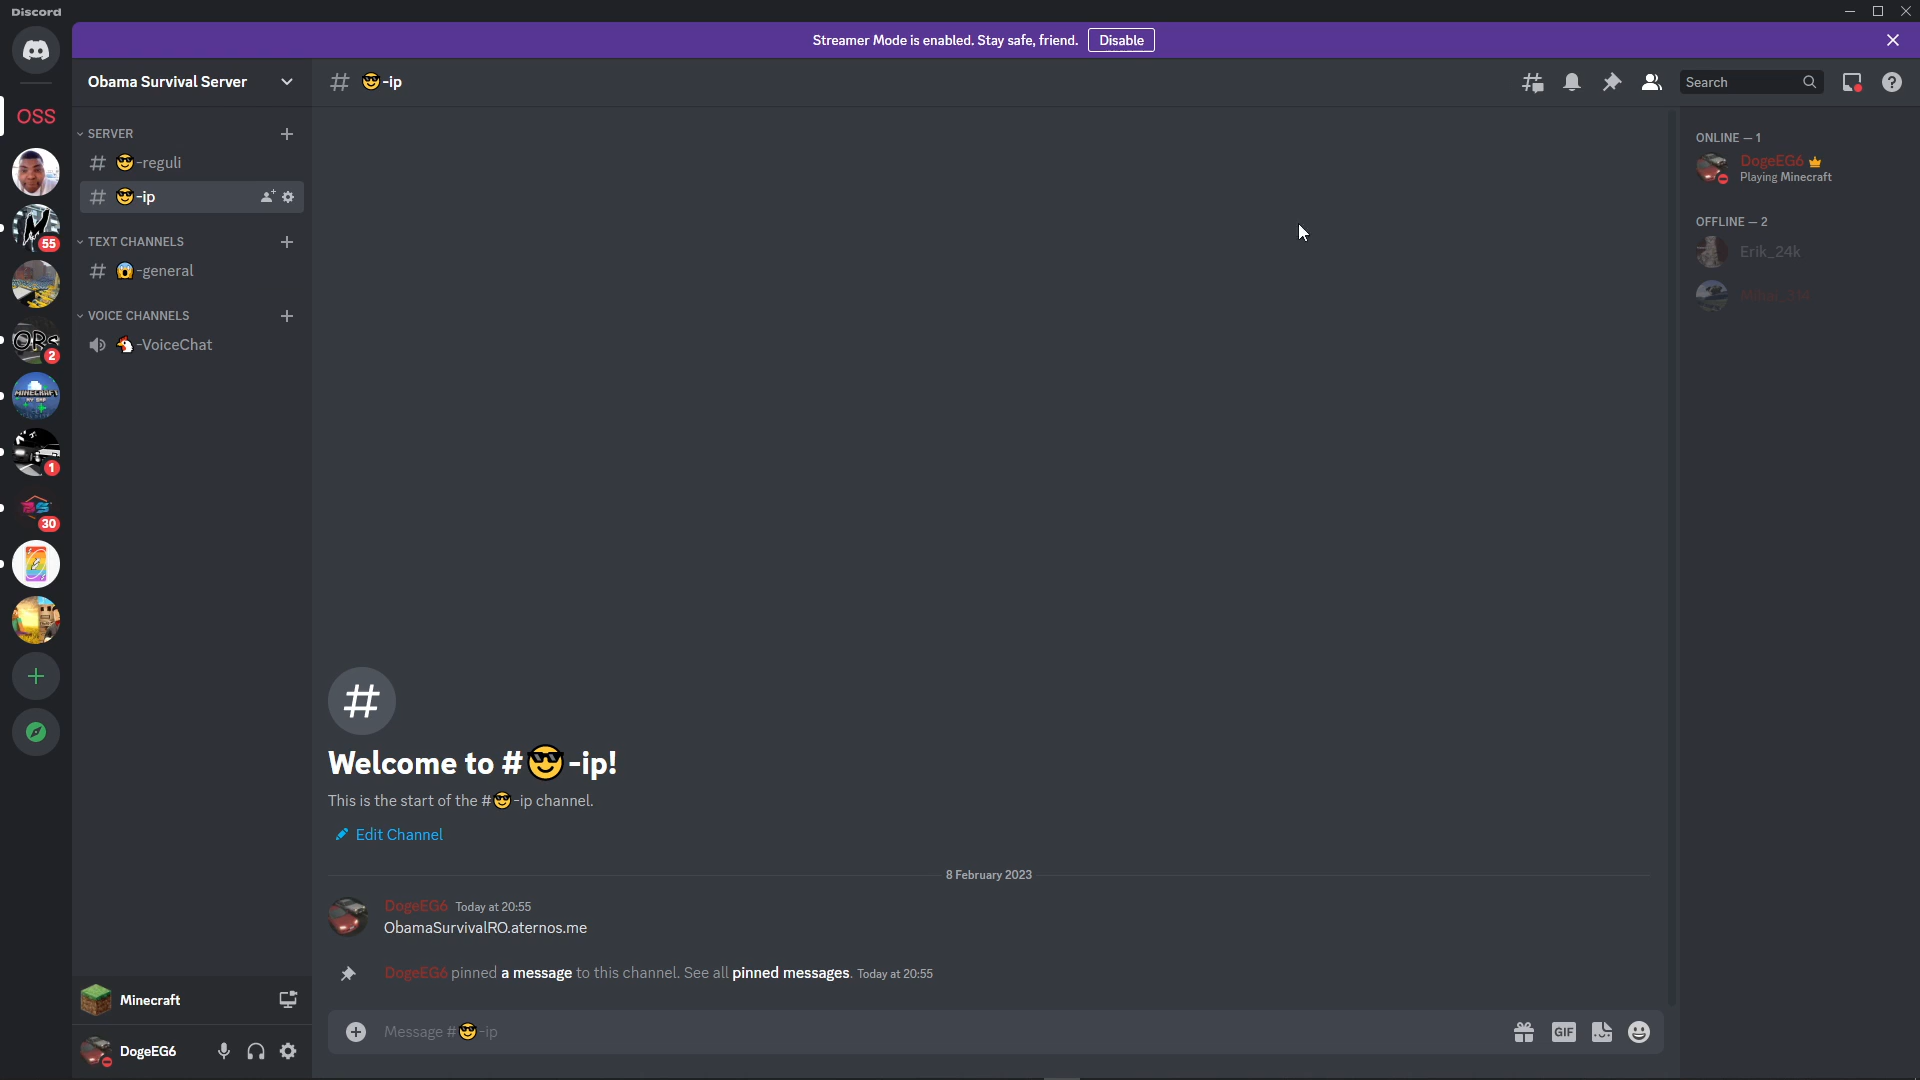 Discord
Streamer Mode is enabled. Stay safe, friend. Disable
Obama Survival Server
# 😎-ip
Search
OSS
SERVER
# 😎-reguli
# 😎-ip
TEXT CHANNELS
# 😱-general
VOICE CHANNELS
🐔-VoiceChat
55
2
MINECRAFT
1
30
ONLINE — 1
DogeEG6
Playing Minecraft
OFFLINE — 2
Erik_24k
#
Welcome to #😎-ip!
This is the start of the #😎-ip channel.
Edit Channel
8 February 2023
DogeEG6 Today at 20:55
ObamaSurvivalRO.aternos.me
DogeEG6 pinned a message to this channel. See all pinned messages. Today at 20:55
Message #😎-ip
GIF
Minecraft
DogeEG6